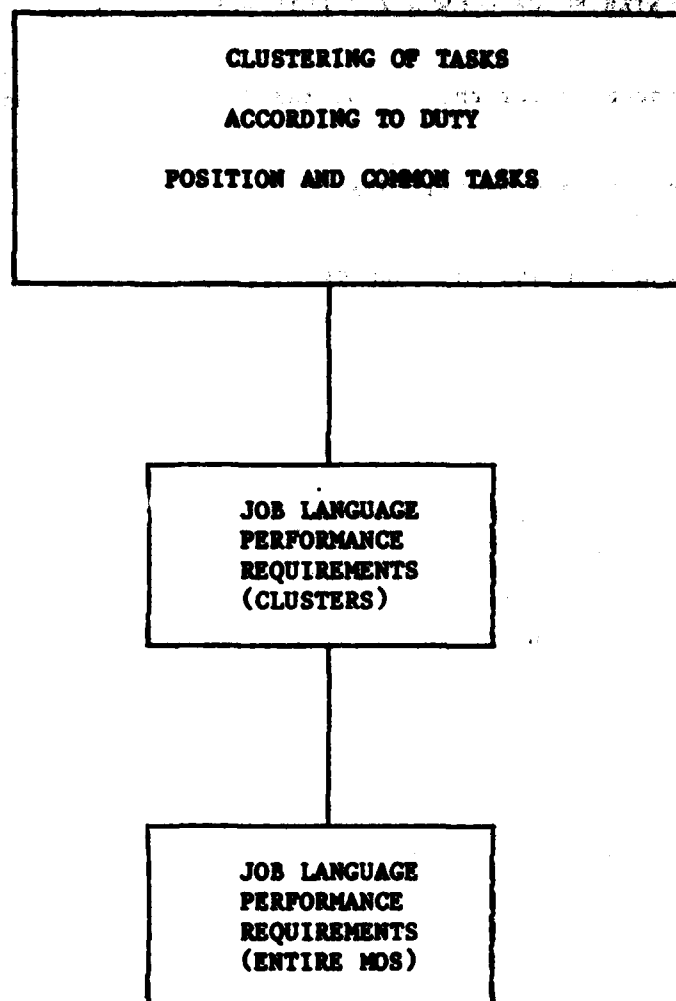 CLUSTERING OF TASKS
ACCORDING TO DUTY
POSITION AND COMMON TASKS
JOB LANGUAGE
PERFORMANCE
REQUIREMENTS
(CLUSTERS)
JOB LANGUAGE
PERFORMANCE
REQUIREMENTS
(ENTIRE MOS)